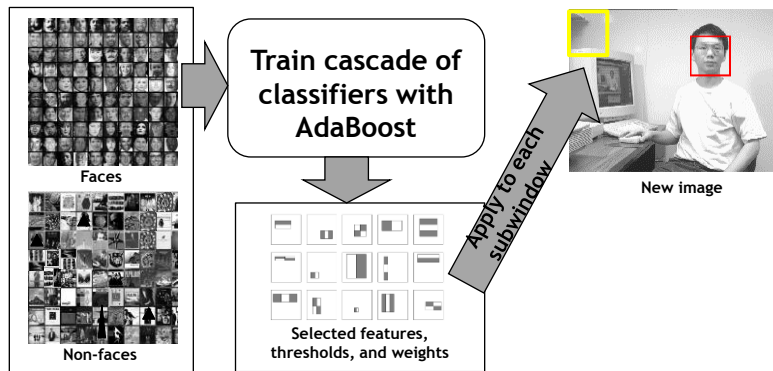 Faces
Non-faces
Train cascade of
classifiers with
AdaBoost
Selected features,
thresholds, and weights
Apply to each
subwindow
New image